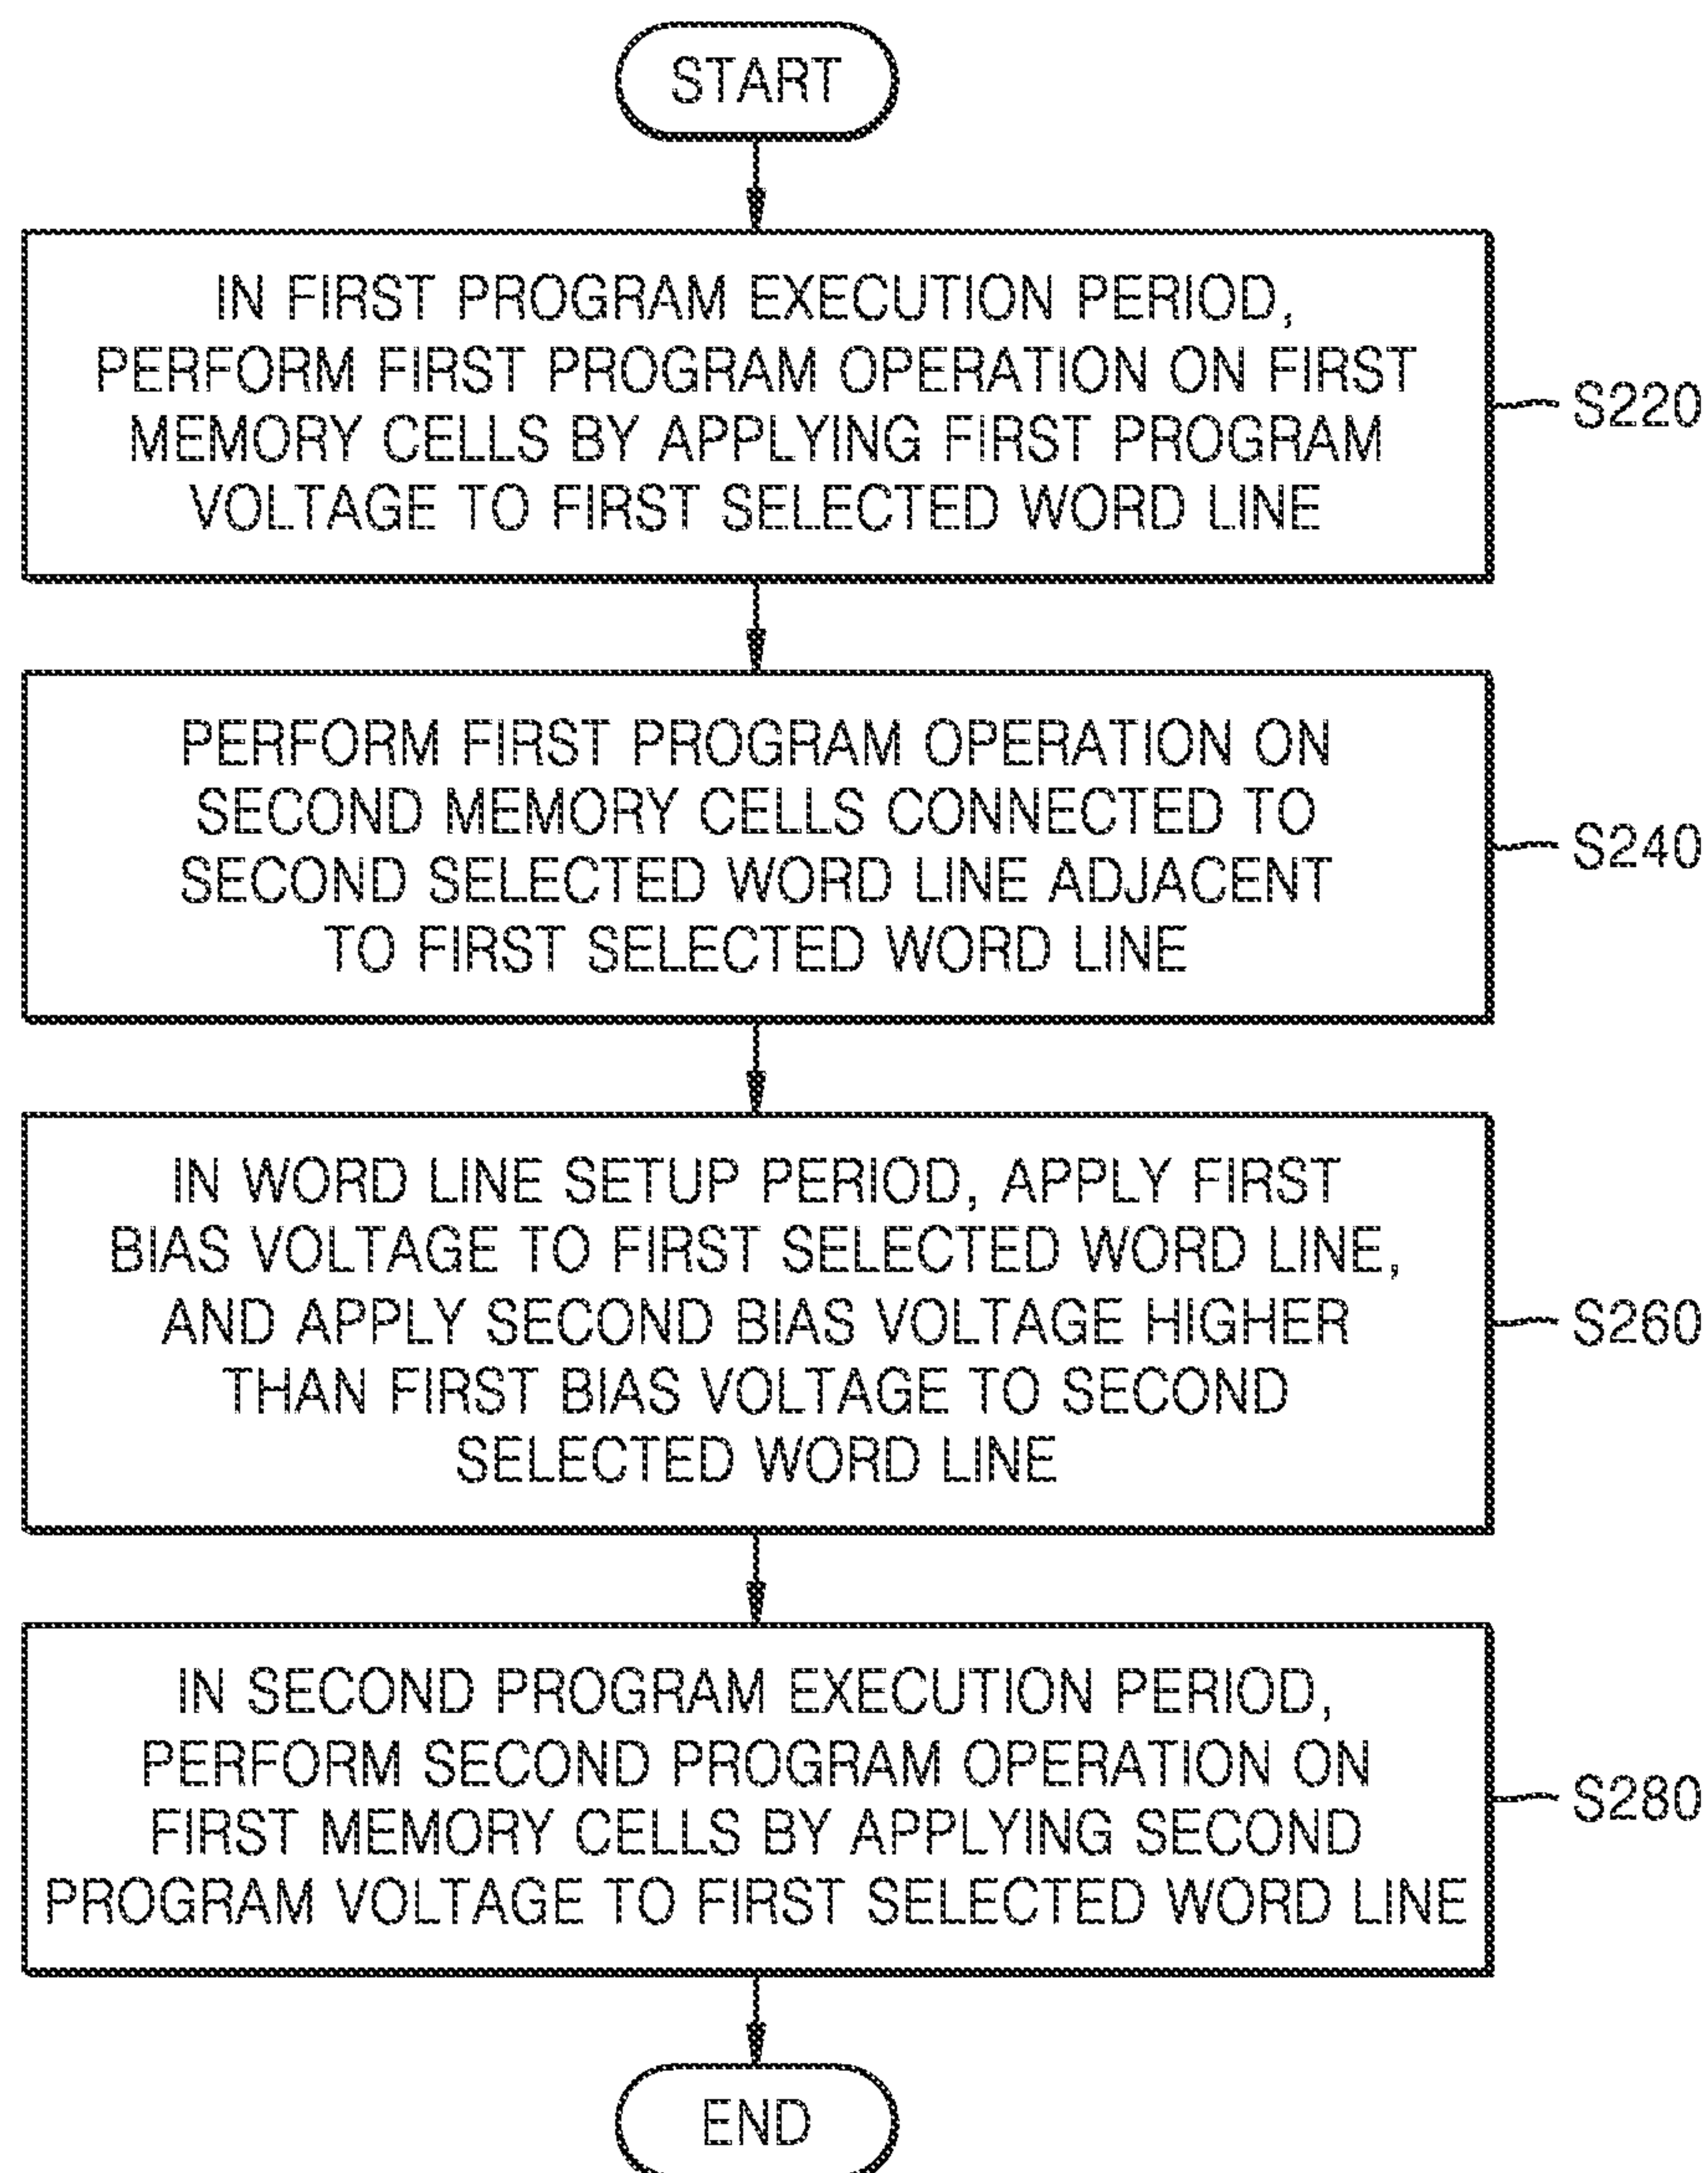 START
IN FIRST PROGRAM EXECUTION PERIOD,
PERFORM FIRST PROGRAM OPERATION ON FIRST
MEMORY CELLS BY APPLYING FIRST PROGRAM
VOLTAGE TO FIRST SELECTED WORD LINE
S220
PERFORM FIRST PROGRAM OPERATION ON
SECOND MEMORY CELLS CONNECTED TO
SECOND SELECTED WORD LINE ADJACENT
TO FIRST SELECTED WORD LINE
S240
IN WORD LINE SETUP PERIOD, APPLY FIRST
BIAS VOLTAGE TO FIRST SELECTED WORD LINE,
AND APPLY SECOND BIAS VOLTAGE HIGHER
THAN FIRST BIAS VOLTAGE TO SECOND
SELECTED WORD LINE
S260
IN SECOND PROGRAM EXECUTION PERIOD,
PERFORM SECOND PROGRAM OPERATION ON
FIRST MEMORY CELLS BY APPLYING SECOND
PROGRAM VOLTAGE TO FIRST SELECTED WORD LINE
S280
END